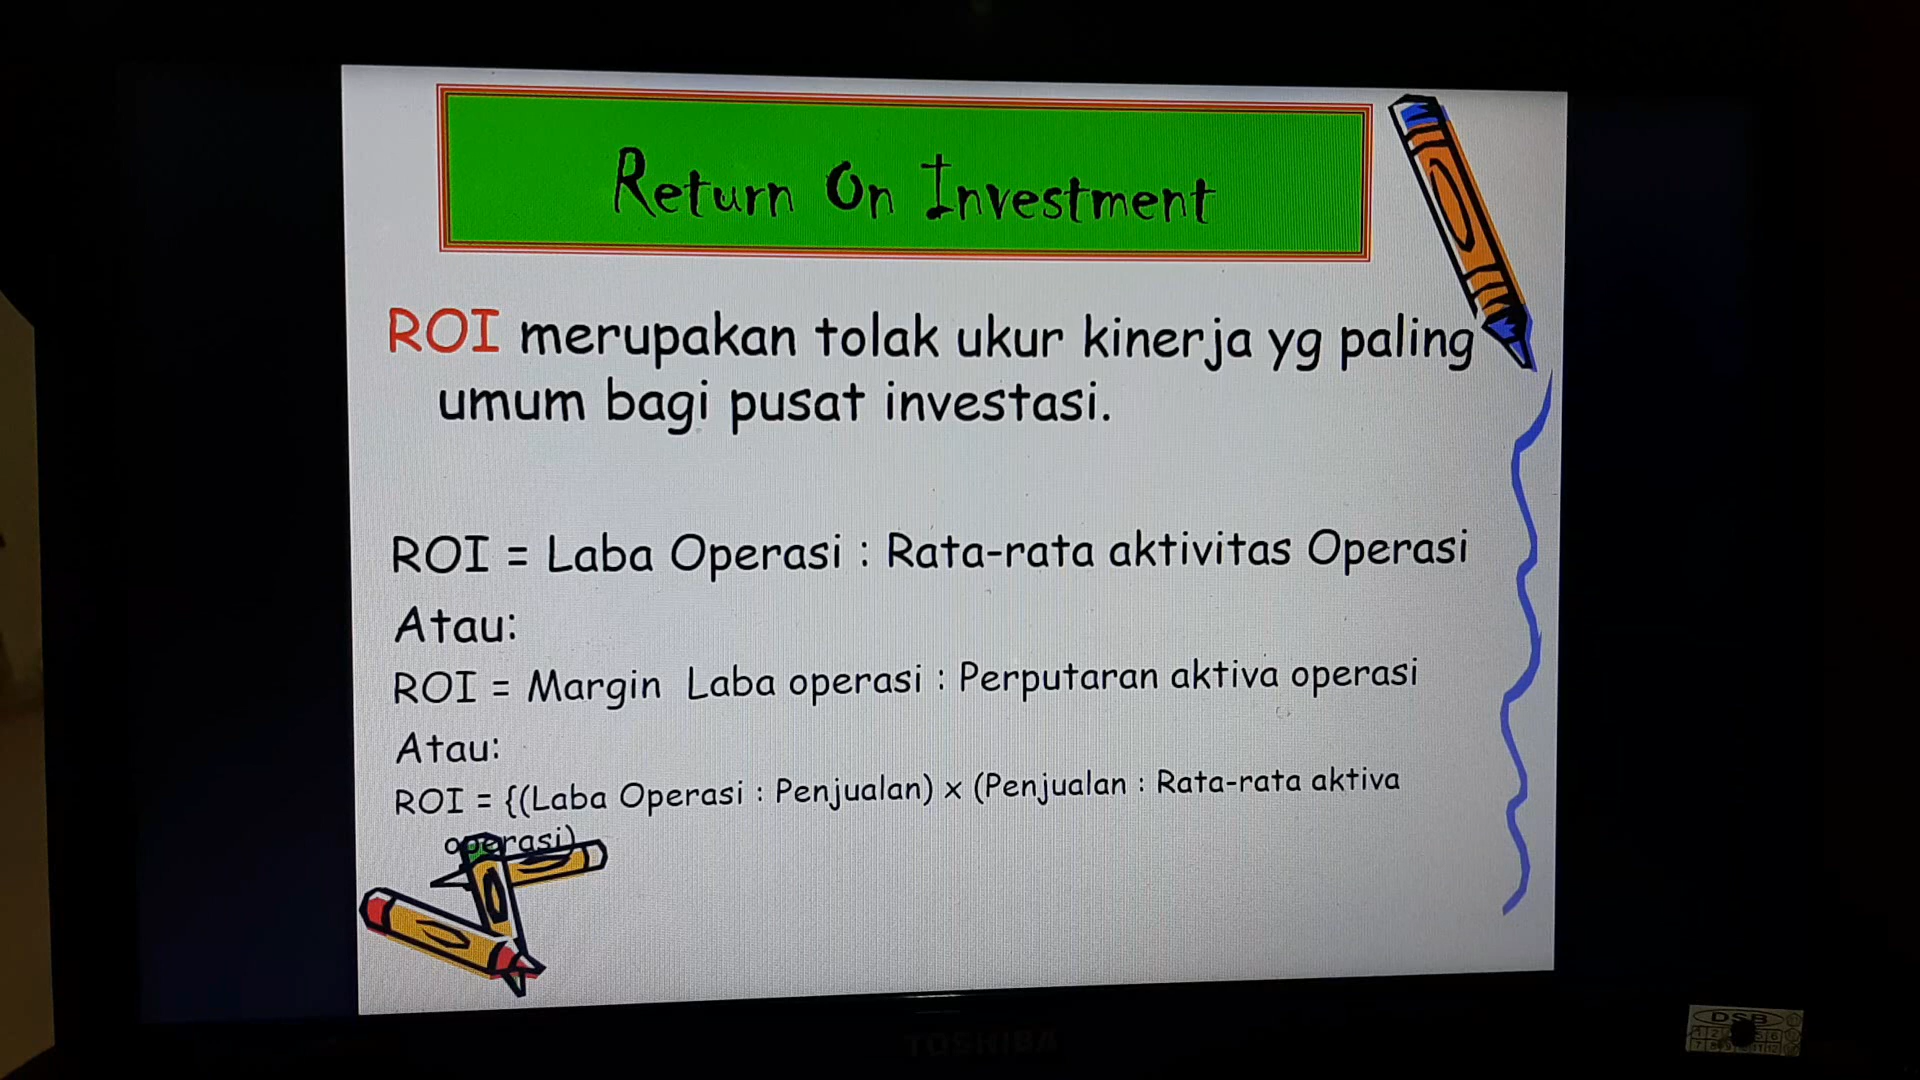 Return On Investment
ROI merupakan tolak ukur kinerja yg paling
umum bagi pusat investasi.
ROI = Laba Operasi : Rata-rata aktivitas Operasi
Atau:
ROI = Margin  Laba operasi : Perputaran aktiva operasi
Atau:
ROI = {(Laba Operasi : Penjualan) x (Penjualan : Rata-rata aktiva
operasi)
TOSHIBA
DSB